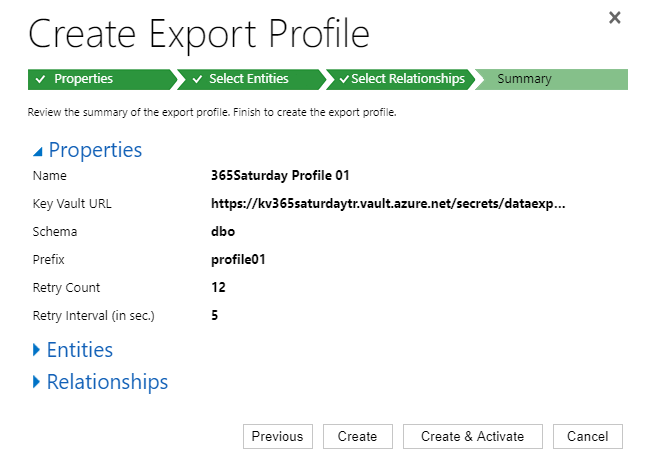 Create Export Profile
Properties Select Entities Select Relationships Summary
Review the summary of the export profile. Finish to create the export profile.
Properties
Name 365Saturday Profile 01
Key Vault URL https://kv365saturdaytr.vault.azure.net/secrets/dataexp...
Schema dbo
Prefix profile01
Retry Count 12
Retry Interval (in sec.) 5
Entities
Relationships
Previous Create Create & Activate Cancel